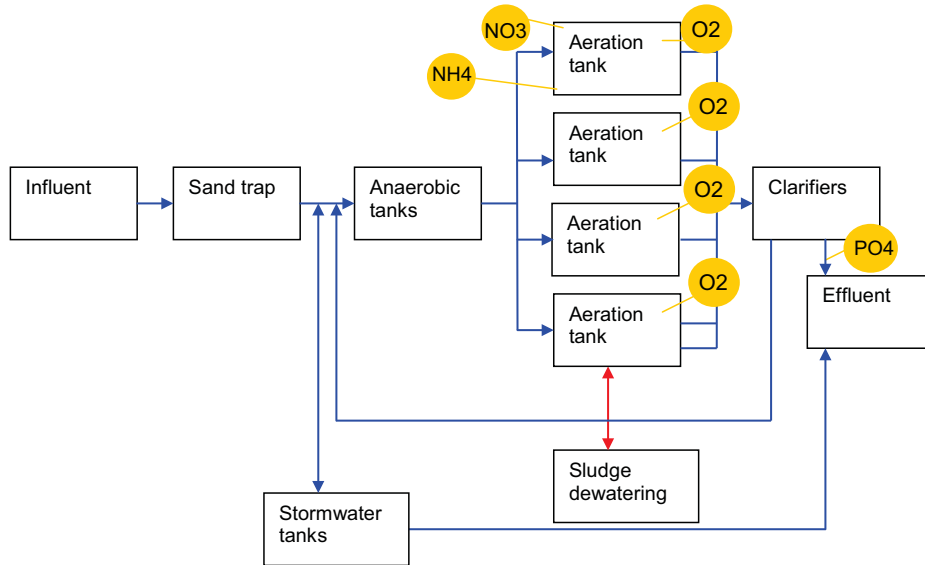 NO3
Aeration
tank
O2
NH4
O2
Aeration
tank
Influent
Sand trap
Anaerobic
tanks
O2
Aeration
tank
Clarifiers
PO4
O2
Aeration
tank
Effluent
Sludge
dewatering
Stormwater
tanks